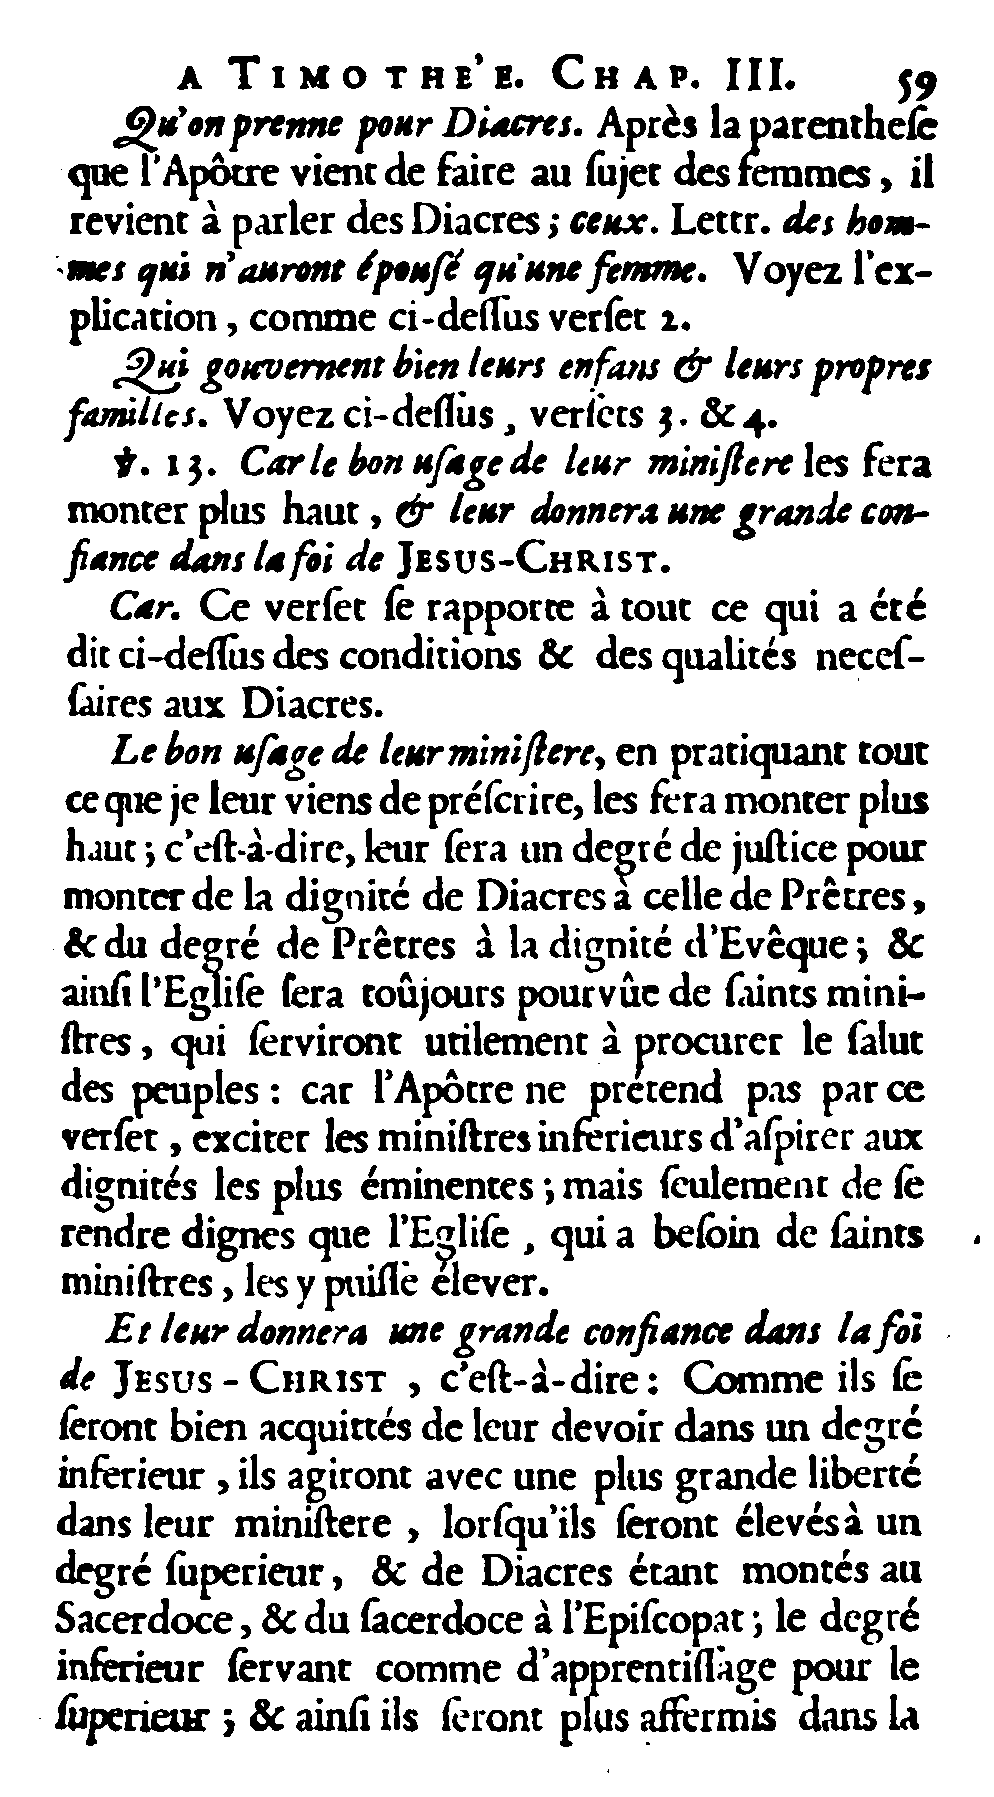 A TIMOTHE'E. CHAP. III. 59
Qu'on prenne pour Diacres. Après la parentheſe
que l'Apôtre vient de faire au ſujet des femmes, il
revient à parler des Diacres; ceux. Lettr. des hom-
mes qui n'auront épouſé qu'une femme. Voyez l'ex-
plication, comme ci-deſſus verſet 2.
Qui gouvernent bien leurs enfans & leurs propres
familles. Voyez ci-deſſus, verſets 3. & 4.
℣. 13. Car le bon uſage de leur miniſtere les fera
monter plus haut, & leur donnera une grande con-
fiance dans la foi de JESUS-CHRIST.
Car. Ce verſet ſe rapporte à tout ce qui a été
dit ci-deſſus des conditions & des qualités neceſ-
ſaires aux Diacres.
Le bon uſage de leur miniſtere, en pratiquant tout
ce que je leur viens de préſcrire, les fera monter plus
haut; c'eſt-à-dire, leur ſera un degré de juſtice pour
monter de la dignité de Diacres à celle de Prêtres,
& du degré de Prêtres à la dignité d'Evêque; &
ainſi l'Egliſe ſera toûjours pourvûe de ſaints mini-
ſtres, qui ſerviront utilement à procurer le ſalut
des peuples: car l'Apôtre ne prétend pas par ce
verſet, exciter les miniſtres inferieurs d'aſpirer aux
dignités les plus éminentes; mais ſeulement de ſe
rendre dignes que l'Egliſe, qui a beſoin de ſaints
miniſtres, les y puiſſe élever.
Et leur donnera une grande confiance dans la foi
de JESUS-CHRIST, c'eſt-à-dire: Comme ils ſe
ſeront bien acquittés de leur devoir dans un degré
inferieur, ils agiront avec une plus grande liberté
dans leur miniſtere, lorſqu'ils ſeront élevés à un
degré ſuperieur, & de Diacres étant montés au
Sacerdoce, & du ſacerdoce à l'Epiſcopat; le degré
inferieur ſervant comme d'apprentiſſage pour le
ſuperieur; & ainſi ils ſeront plus affermis dans la